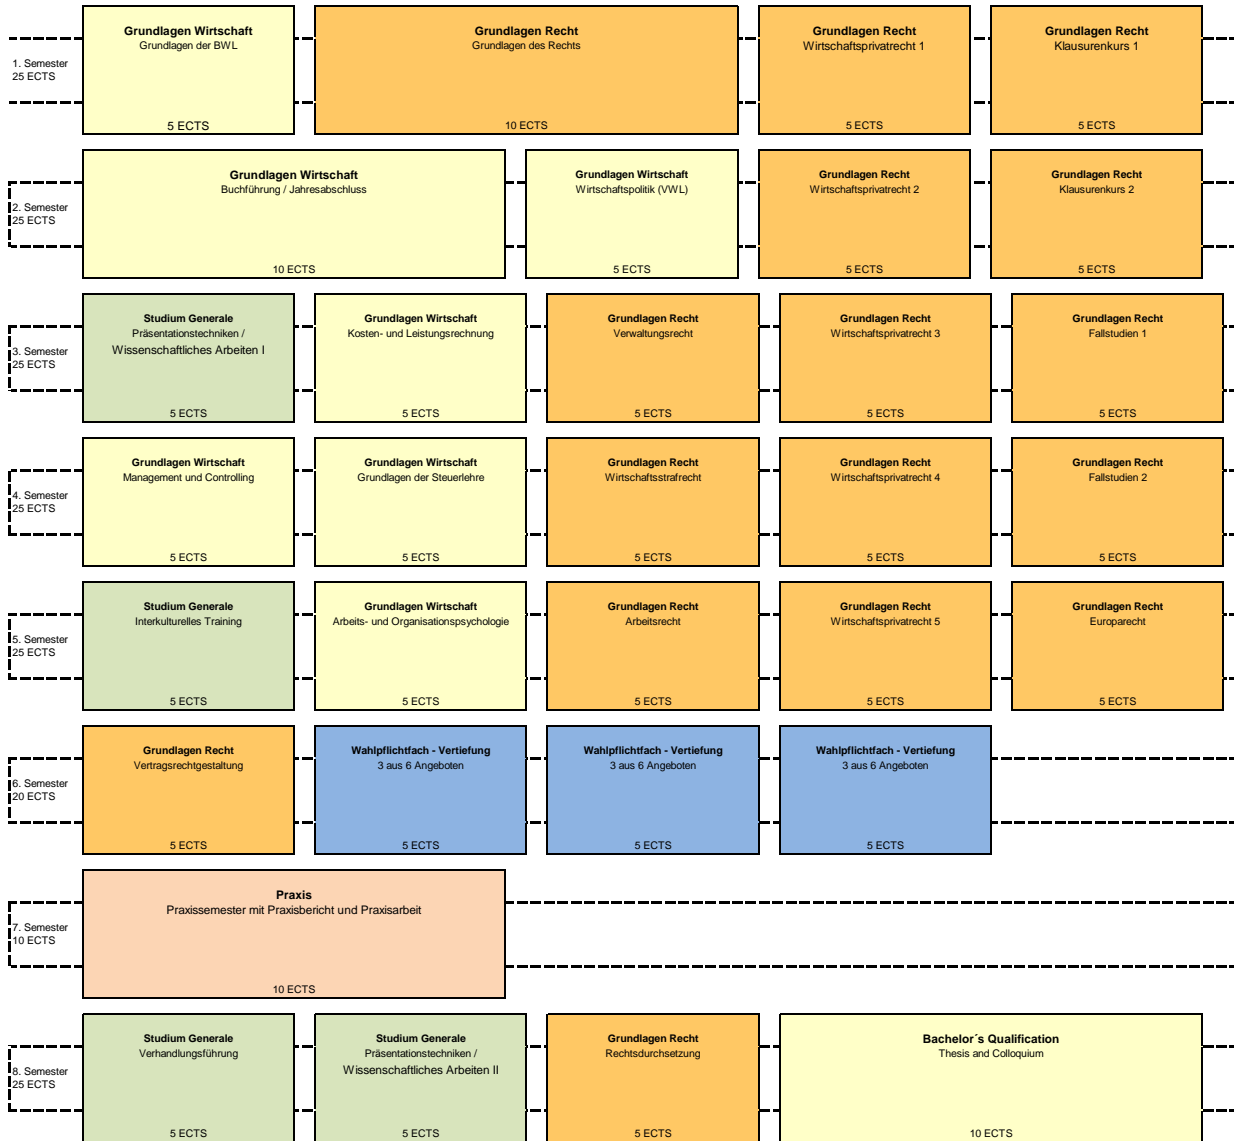 1. Semester
25 ECTS
Grundlagen Wirtschaft
Grundlagen der BWL
5 ECTS
Grundlagen Recht
Grundlagen des Rechts
10 ECTS
Grundlagen Recht
Wirtschaftsprivatrecht 1
5 ECTS
Grundlagen Recht
Klausurenkurs 1
5 ECTS
2. Semester
25 ECTS
Grundlagen Wirtschaft
Buchführung / Jahresabschluss
10 ECTS
Grundlagen Wirtschaft
Wirtschaftspolitik (VWL)
5 ECTS
Grundlagen Recht
Wirtschaftsprivatrecht 2
5 ECTS
Grundlagen Recht
Klausurenkurs 2
5 ECTS
3. Semester
25 ECTS
Studium Generale
Präsentationstechniken /
Wissenschaftliches Arbeiten I
5 ECTS
Grundlagen Wirtschaft
Kosten- und Leistungsrechnung
5 ECTS
Grundlagen Recht
Verwaltungsrecht
5 ECTS
Grundlagen Recht
Wirtschaftsprivatrecht 3
5 ECTS
Grundlagen Recht
Fallstudien 1
5 ECTS
4. Semester
25 ECTS
Grundlagen Wirtschaft
Management und Controlling
5 ECTS
Grundlagen Wirtschaft
Grundlagen der Steuerlehre
5 ECTS
Grundlagen Recht
Wirtschaftsstrafrecht
5 ECTS
Grundlagen Recht
Wirtschaftsprivatrecht 4
5 ECTS
Grundlagen Recht
Fallstudien 2
5 ECTS
5. Semester
25 ECTS
Studium Generale
Interkulturelles Training
5 ECTS
Grundlagen Wirtschaft
Arbeits- und Organisationspsychologie
5 ECTS
Grundlagen Recht
Arbeitsrecht
5 ECTS
Grundlagen Recht
Wirtschaftsprivatrecht 5
5 ECTS
Grundlagen Recht
Europarecht
5 ECTS
6. Semester
20 ECTS
Grundlagen Recht
Vertragsrechtgestaltung
5 ECTS
Wahlpflichtfach - Vertiefung
3 aus 6 Angeboten
5 ECTS
Wahlpflichtfach - Vertiefung
3 aus 6 Angeboten
5 ECTS
Wahlpflichtfach - Vertiefung
3 aus 6 Angeboten
5 ECTS
7. Semester
10 ECTS
Praxis
Praxissemester mit Praxisbericht und Praxisarbeit
10 ECTS
8. Semester
25 ECTS
Studium Generale
Verhandlungsführung
5 ECTS
Studium Generale
Präsentationstechniken /
Wissenschaftliches Arbeiten II
5 ECTS
Grundlagen Recht
Rechtsdurchsetzung
5 ECTS
Bachelor´s Qualification
Thesis and Colloquium
10 ECTS